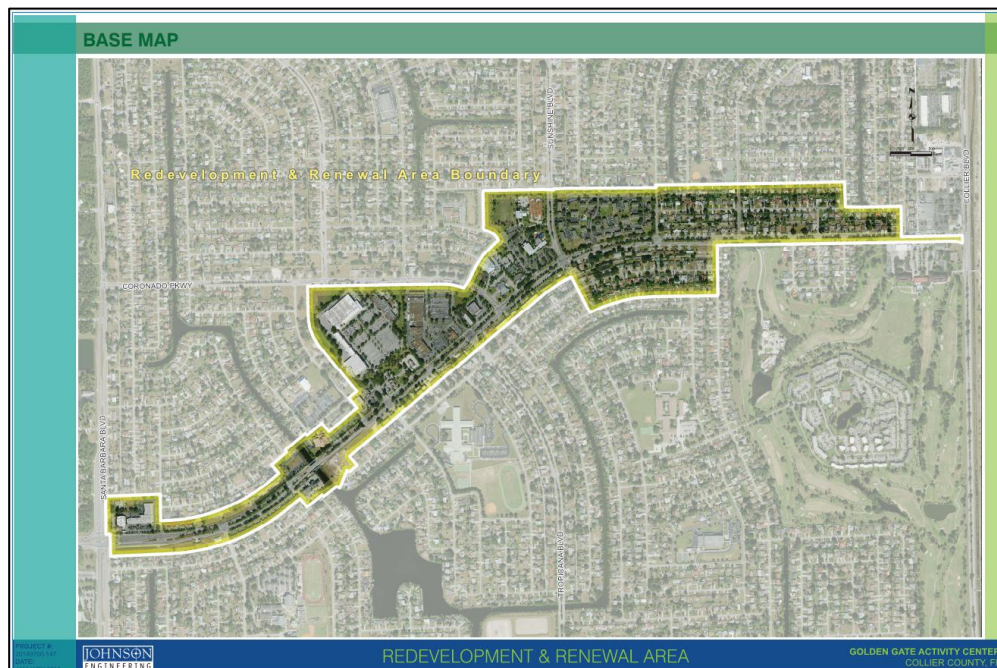 BASE MAP
SUNSHINE BLVD
COLLIER BLVD
Redevelopment & Renewal Area Boundary
CORONADO PKWY
SANTA BARBARA BLVD
TROPICANA BLVD
PROJECT #:
DATE:
JOHNSON
ENGINEERING
REDEVELOPMENT & RENEWAL AREA
GOLDEN GATE ACTIVITY CENTER
COLLIER COUNTY, F